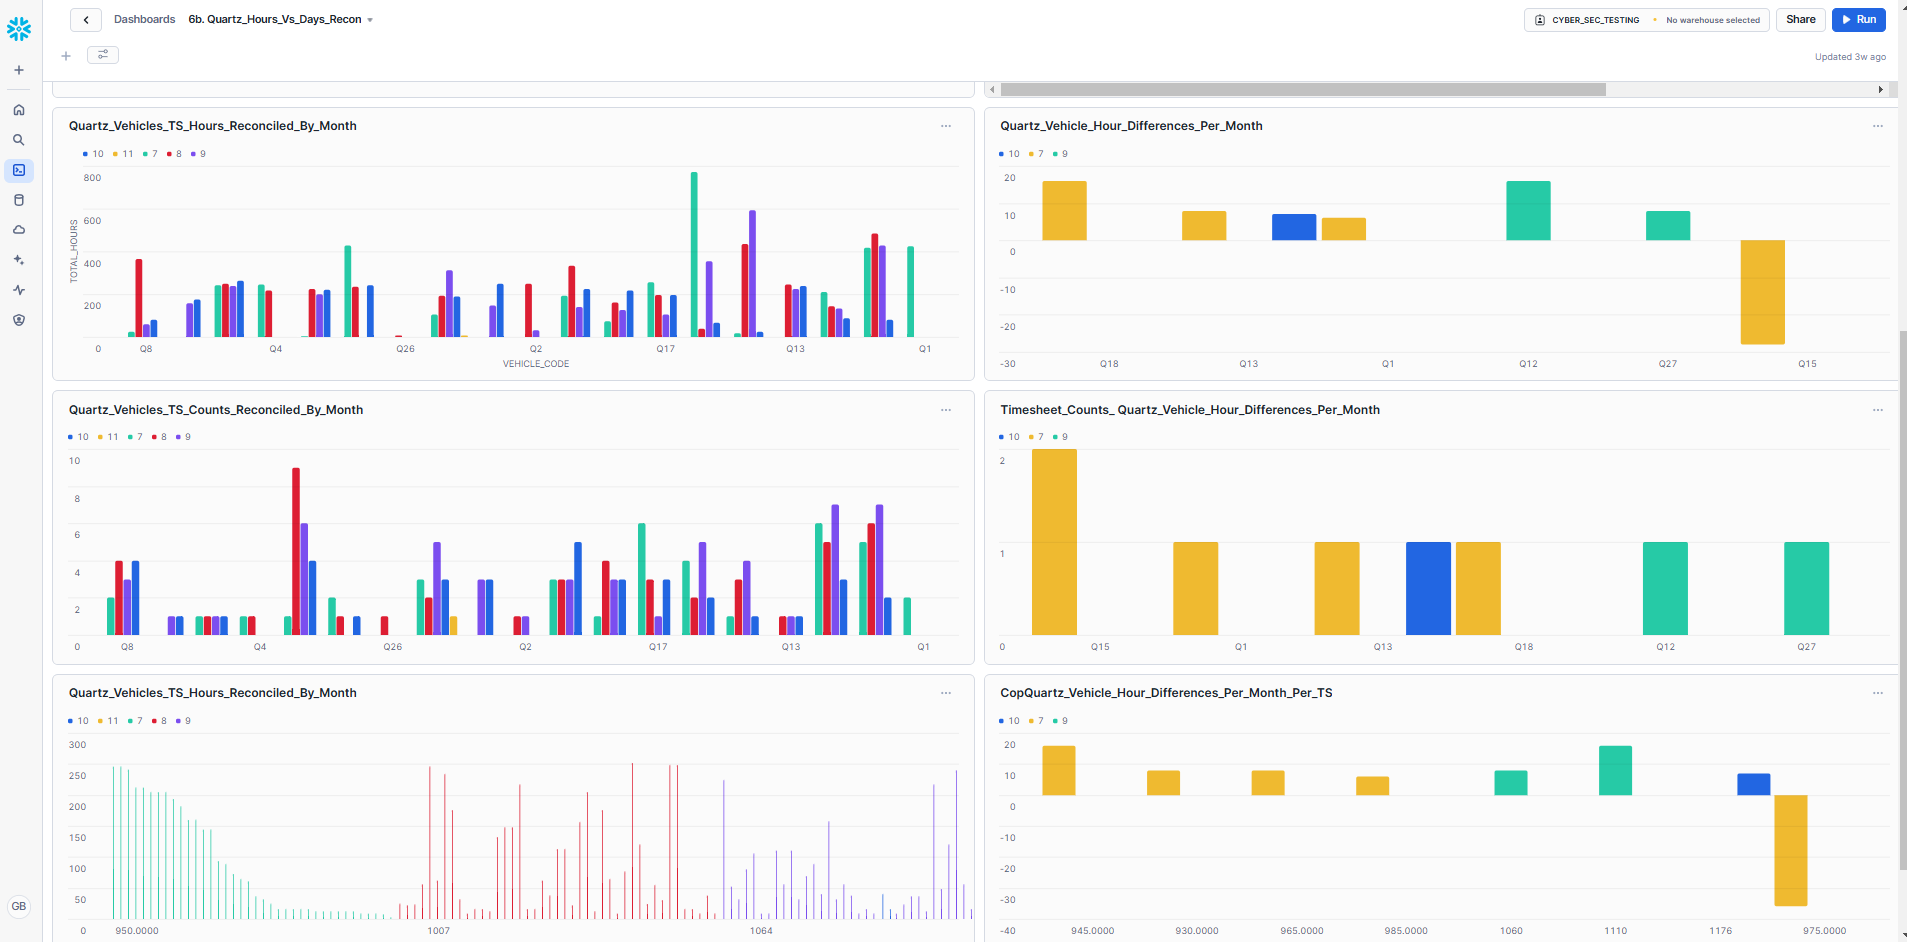 Dashboards 6b. Quartz_Hours_Vs_Days_Recon
CYBER_SEC_TESTING No warehouse selected Share Run
Updated 3w ago
Quartz_Vehicles_TS_Hours_Reconciled_By_Month
10 11 7 8 9
TOTAL_HOURS
800
600
400
200
0
Q8 Q4 Q26 Q2 Q17 Q13 Q1
VEHICLE_CODE
Quartz_Vehicle_Hour_Differences_Per_Month
10 7 9
20
10
0
-10
-20
-30
Q18 Q13 Q1 Q12 Q27 Q15
Quartz_Vehicles_TS_Counts_Reconciled_By_Month
10 11 7 8 9
10
8
6
4
2
0
Q8 Q4 Q26 Q2 Q17 Q13 Q1
Timesheet_Counts_ Quartz_Vehicle_Hour_Differences_Per_Month
10 7 9
2
1
0
Q15 Q1 Q13 Q18 Q12 Q27
Quartz_Vehicles_TS_Hours_Reconciled_By_Month
10 11 7 8 9
300
250
200
150
100
50
0
950.0000 1007 1064
CopQuartz_Vehicle_Hour_Differences_Per_Month_Per_TS
10 7 9
20
10
0
-10
-20
-30
-40
945.0000 930.0000 965.0000 985.0000 1060 1110 1176 975.0000
GB